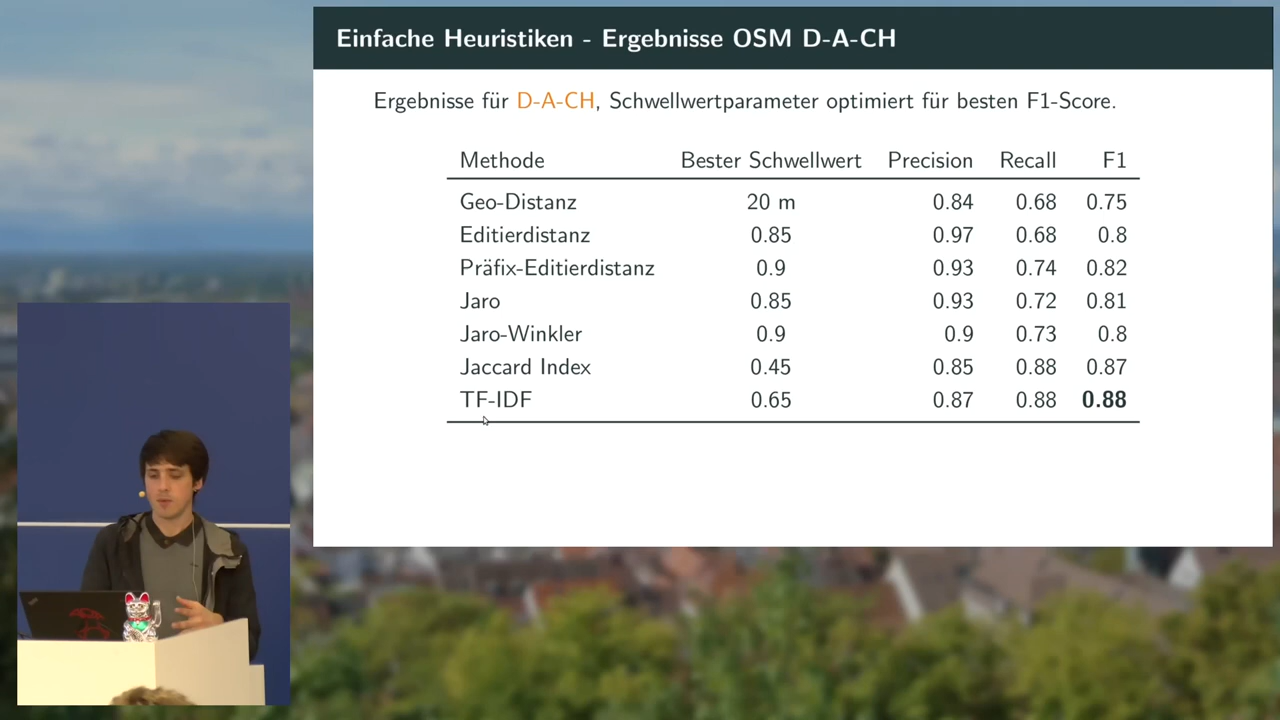 Einfache Heuristiken - Ergebnisse OSM D-A-CH
Ergebnisse für D-A-CH, Schwellwertparameter optimiert für besten F1-Score.
Methode Bester Schwellwert Precision Recall F1
Geo-Distanz 20 m 0.84 0.68 0.75
Editierdistanz 0.85 0.97 0.68 0.8
Präfix-Editierdistanz 0.9 0.93 0.74 0.82
Jaro 0.85 0.93 0.72 0.81
Jaro-Winkler 0.9 0.9 0.73 0.8
Jaccard Index 0.45 0.85 0.88 0.87
TF-IDF 0.65 0.87 0.88 0.88